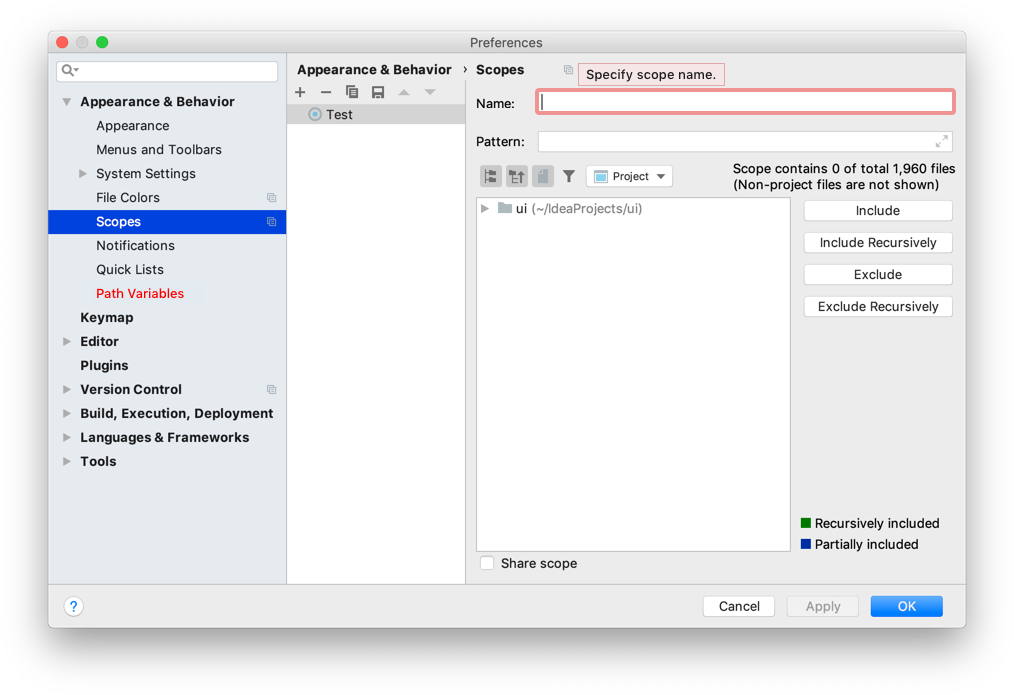 Preferences
Appearance & Behavior
Appearance
Menus and Toolbars
System Settings
File Colors
Scopes
Notifications
Quick Lists
Path Variables
Keymap
Editor
Plugins
Version Control
Build, Execution, Deployment
Languages & Frameworks
Tools
Appearance & Behavior › Scopes
Specify scope name.
Test
Name:
Pattern:
Project
Scope contains 0 of total 1,960 files
(Non-project files are not shown)
ui (~/IdeaProjects/ui)
Include
Include Recursively
Exclude
Exclude Recursively
Recursively included
Partially included
Share scope
?
Cancel
Apply
OK